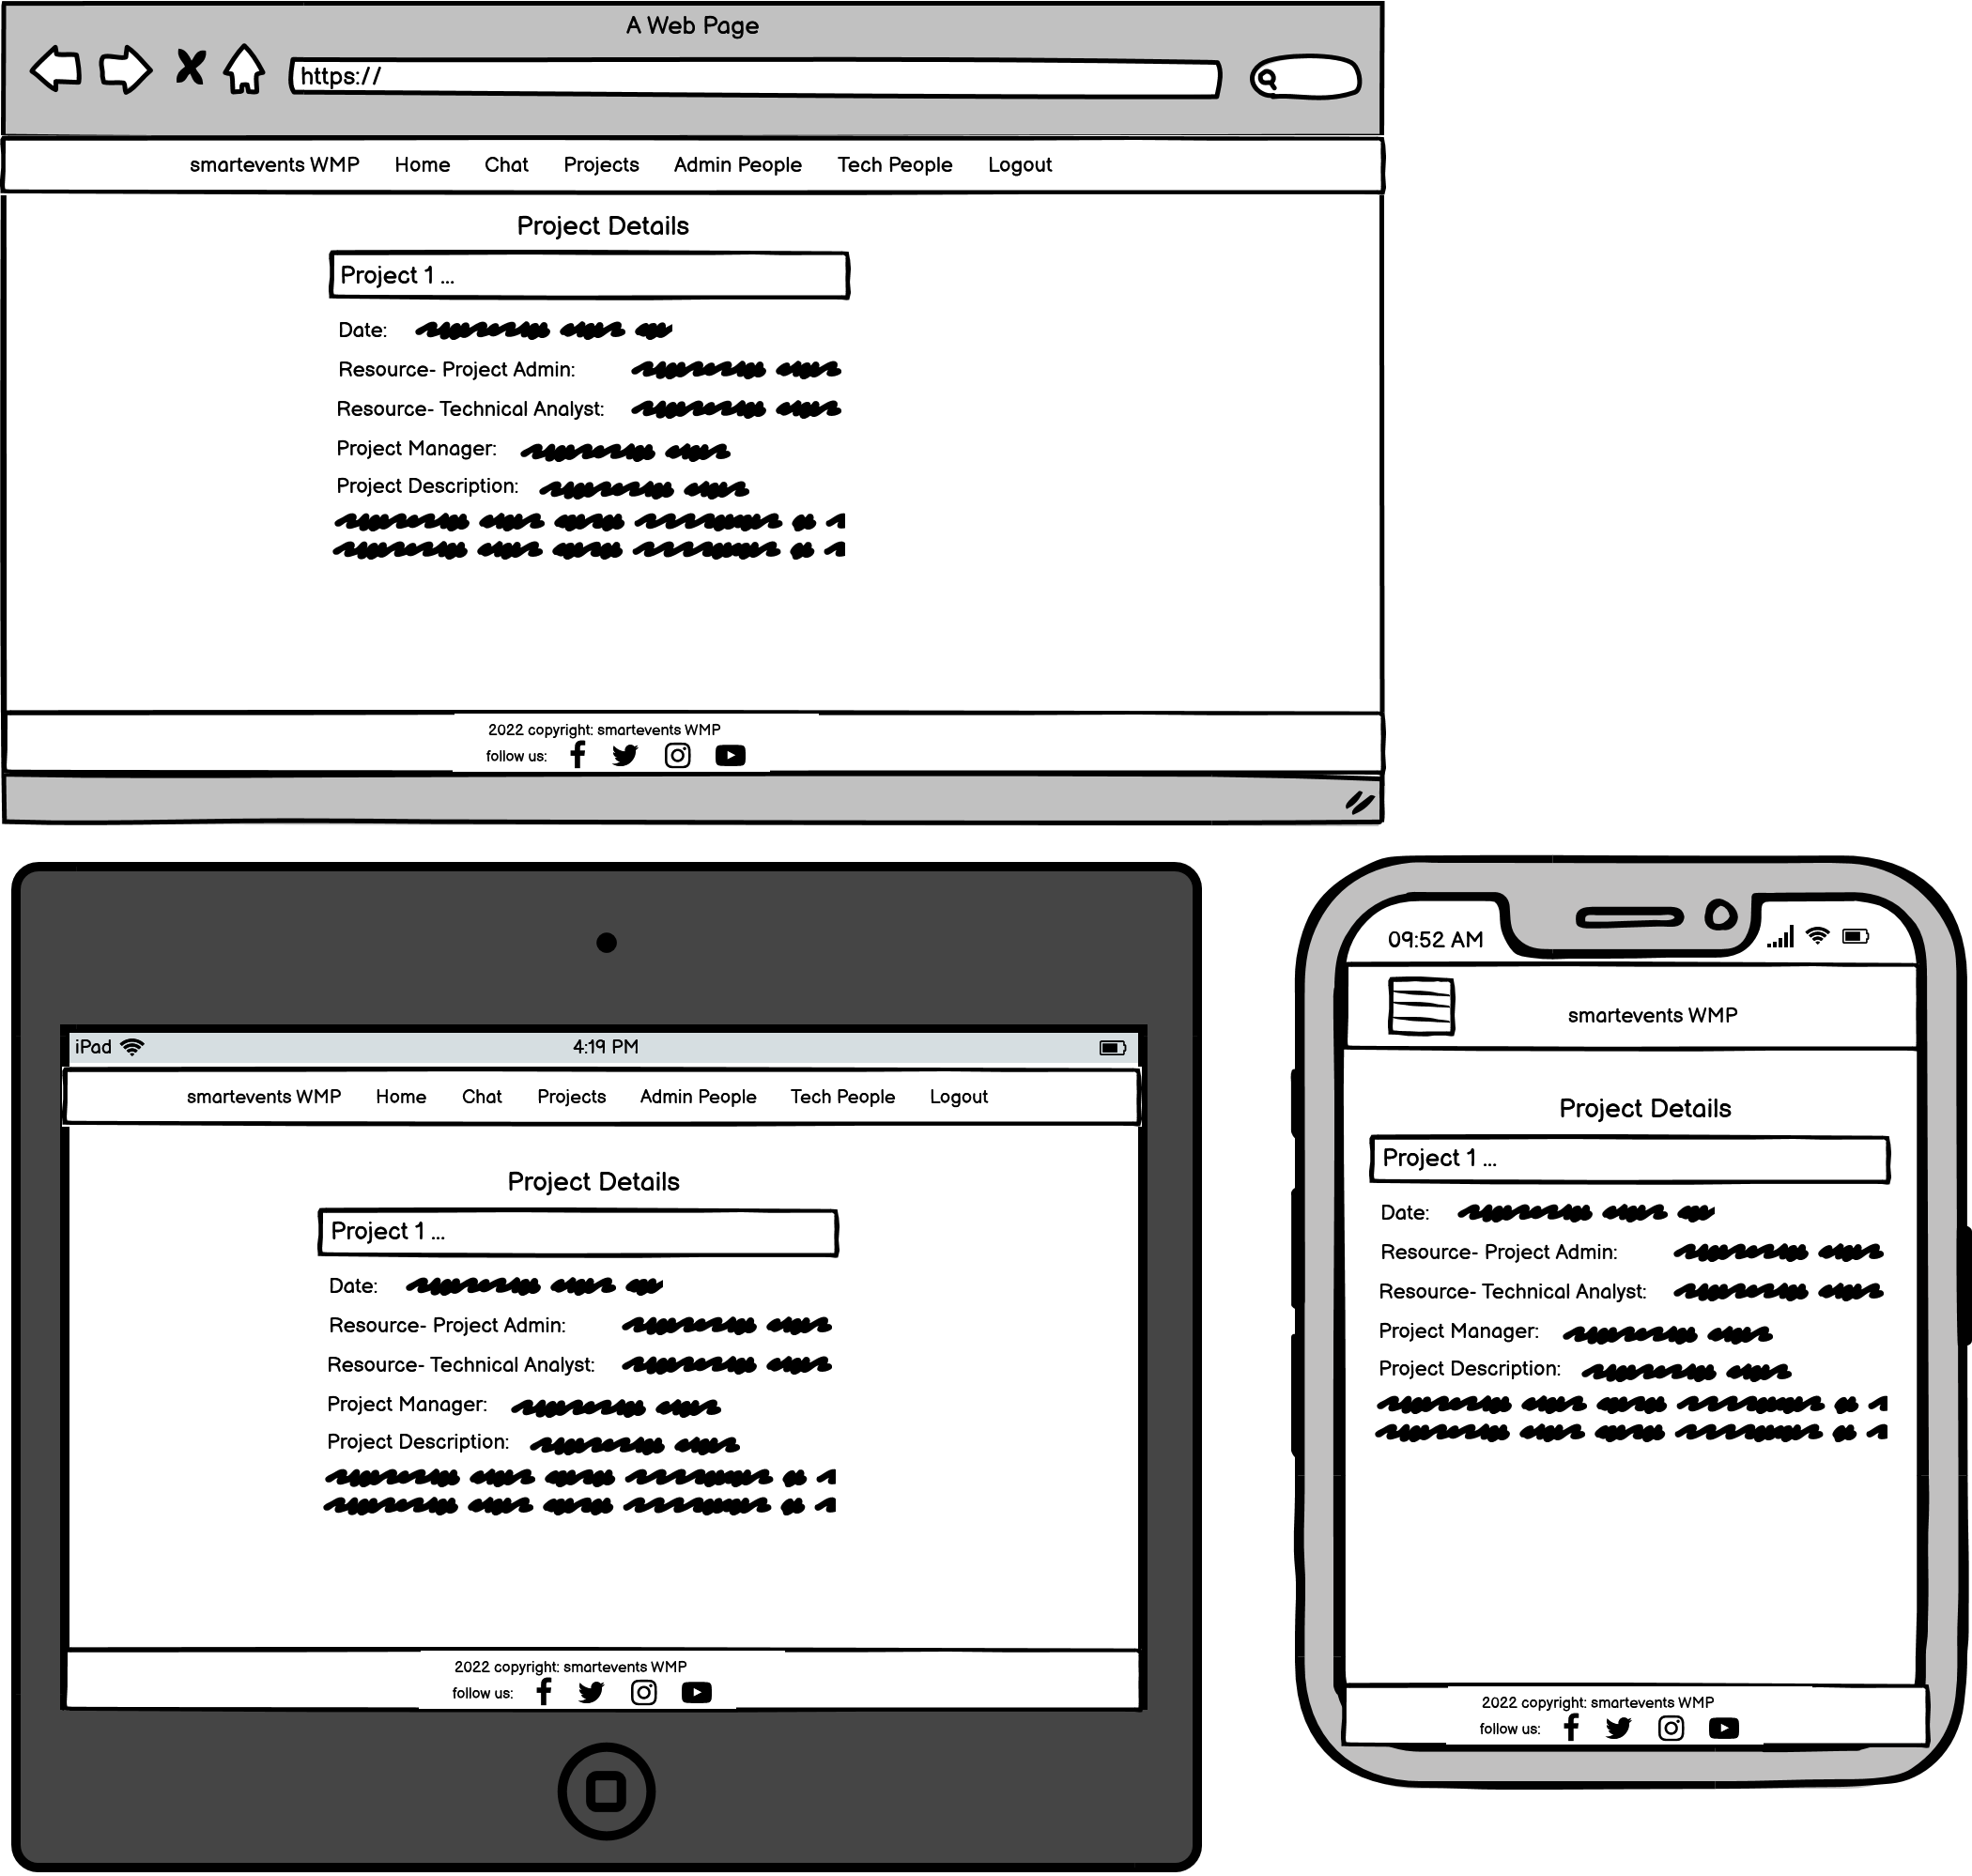 A Web Page
https://
smartevents WMP Home Chat Projects Admin People Tech People Logout
Project Details
Project 1 ...
Date:
Resource- Project Admin:
Resource- Technical Analyst:
Project Manager:
Project Description:
2022 copyright: smartevents WMP
follow us:
iPad 4:19 PM
smartevents WMP Home Chat Projects Admin People Tech People Logout
Project Details
Project 1 ...
Date:
Resource- Project Admin:
Resource- Technical Analyst:
Project Manager:
Project Description:
2022 copyright: smartevents WMP
follow us:
09:52 AM
smartevents WMP
Project Details
Project 1 ...
Date:
Resource- Project Admin:
Resource- Technical Analyst:
Project Manager:
Project Description:
2022 copyright: smartevents WMP
follow us: